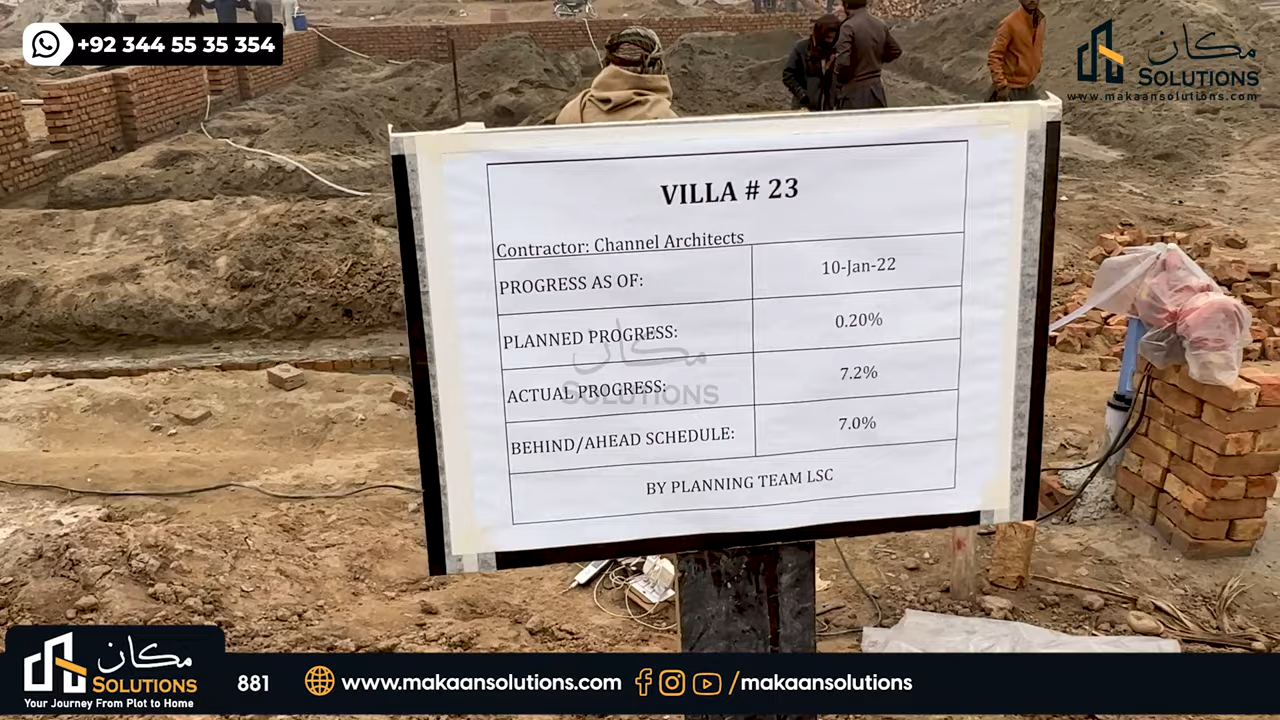 +92 344 55 35 354
مکان
SOLUTIONS
www.makaansolutions.com
VILLA # 23
Contractor: Channel Architects
PROGRESS AS OF: 10-Jan-22
PLANNED PROGRESS: 0.20%
ACTUAL PROGRESS: 7.2%
BEHIND/AHEAD SCHEDULE: 7.0%
BY PLANNING TEAM LSC
مکان
SOLUTIONS
مکان
SOLUTIONS
Your Journey From Plot to Home
881
www.makaansolutions.com
/makaansolutions